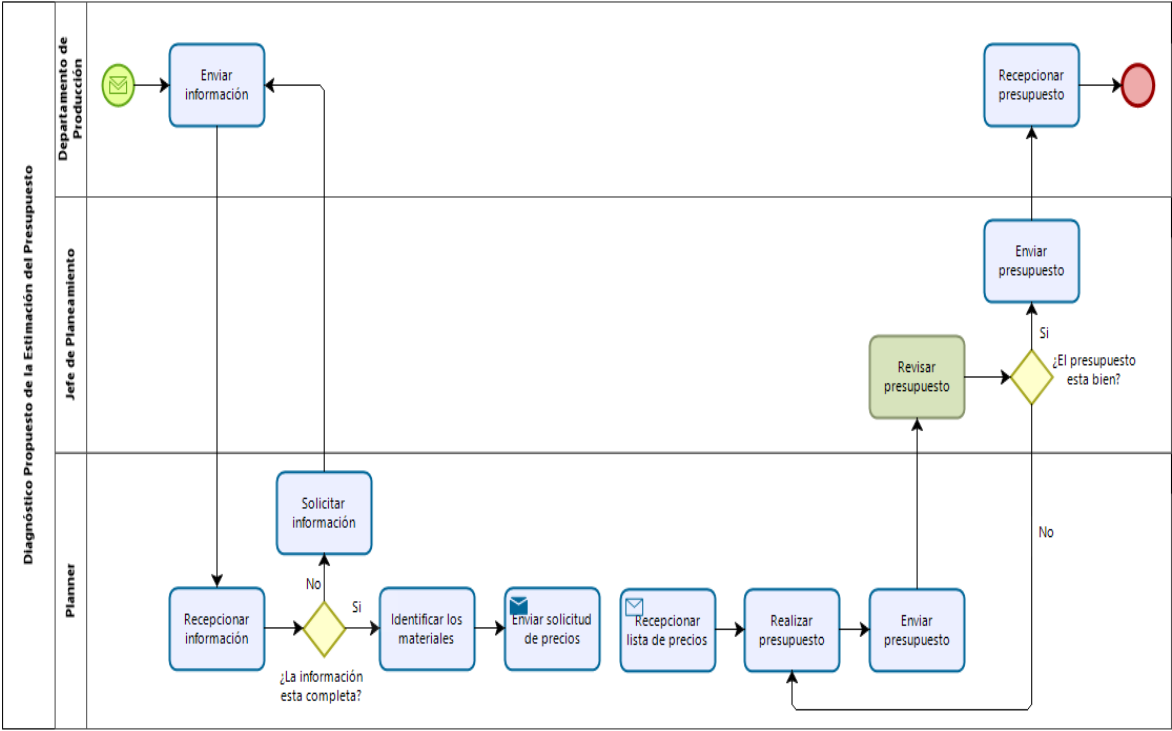 Diagnóstico Propuesto de la Estimación del Presupuesto
Departamento de
Producción
Enviar
información
Recepcionar
presupuesto
Jefe de Planeamiento
Enviar
presupuesto
Si
¿El presupuesto
esta bien?
Revisar
presupuesto
No
Planner
Solicitar
información
No
Si
Recepcionar
información
¿La información
esta completa?
Identificar los
materiales
Enviar solicitud
de precios
Recepcionar
lista de precios
Realizar
presupuesto
Enviar
presupuesto